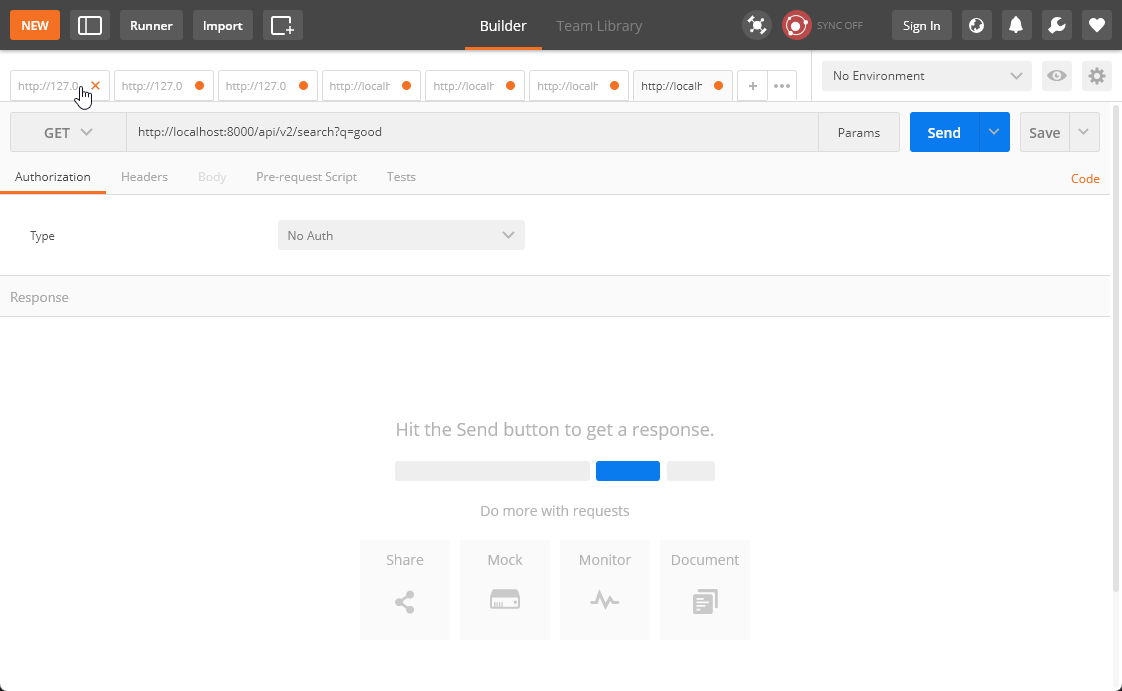 NEW Runner Import Builder Team Library SYNC OFF Sign In
http://127.0 http://127.0 http://127.0 http://localh http://localh http://localh http://localh + ••• No Environment
GET http://localhost:8000/api/v2/search?q=good Params Send Save
Authorization Headers Body Pre-request Script Tests Code
Type No Auth
Response
Hit the Send button to get a response.
Do more with requests
Share Mock Monitor Document